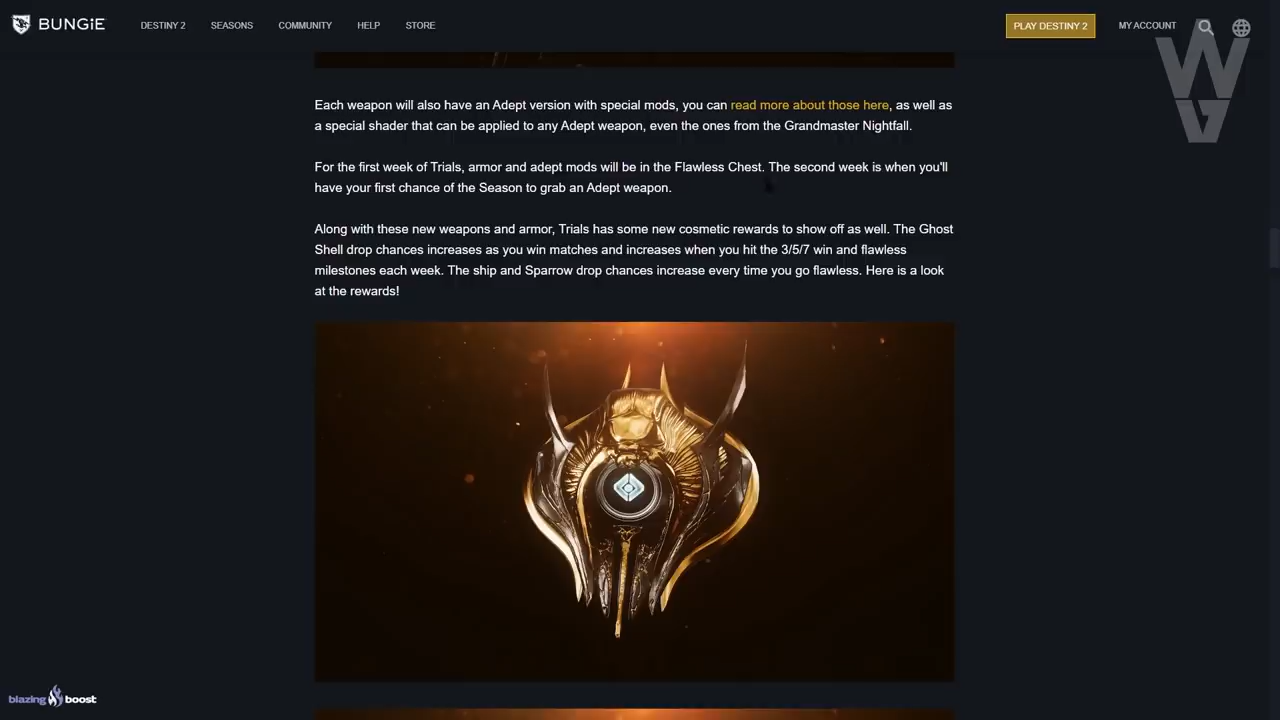 BUNGiE DESTINY 2 SEASONS COMMUNITY HELP STORE PLAY DESTINY 2 MY ACCOUNT
WG
Each weapon will also have an Adept version with special mods, you can read more about those here, as well as
a special shader that can be applied to any Adept weapon, even the ones from the Grandmaster Nightfall.
For the first week of Trials, armor and adept mods will be in the Flawless Chest. The second week is when you'll
have your first chance of the Season to grab an Adept weapon.
Along with these new weapons and armor, Trials has some new cosmetic rewards to show off as well. The Ghost
Shell drop chances increases as you win matches and increases when you hit the 3/5/7 win and flawless
milestones each week. The ship and Sparrow drop chances increase every time you go flawless. Here is a look
at the rewards!
blazing boost